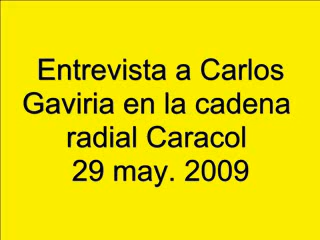 Entrevista a Carlos
Gaviria en la cadena
radial Caracol
29 may. 2009